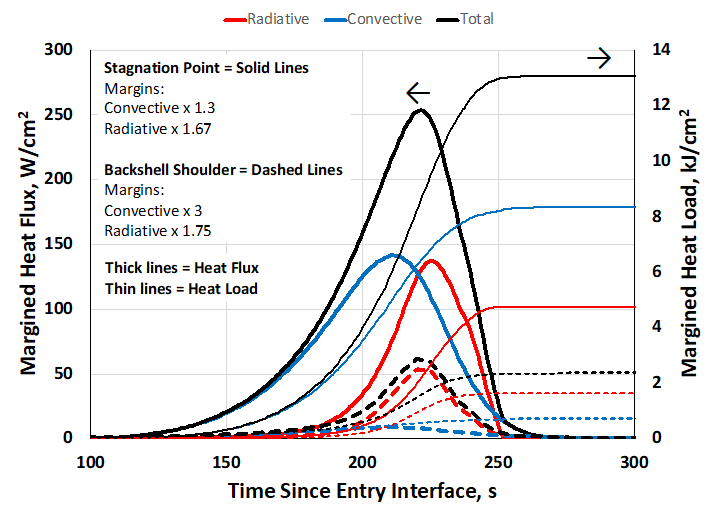 Radiative Convective Total
300
250
200
150
100
50
0
14
12
10
8
6
4
2
0
100 150 200 250 300
Margined Heat Flux, W/cm²
Margined Heat Load, kJ/cm²
Time Since Entry Interface, s
Stagnation Point = Solid Lines
Margins:
Convective x 1.3
Radiative x 1.67
Backshell Shoulder = Dashed Lines
Margins:
Convective x 3
Radiative x 1.75
Thick lines = Heat Flux
Thin lines = Heat Load